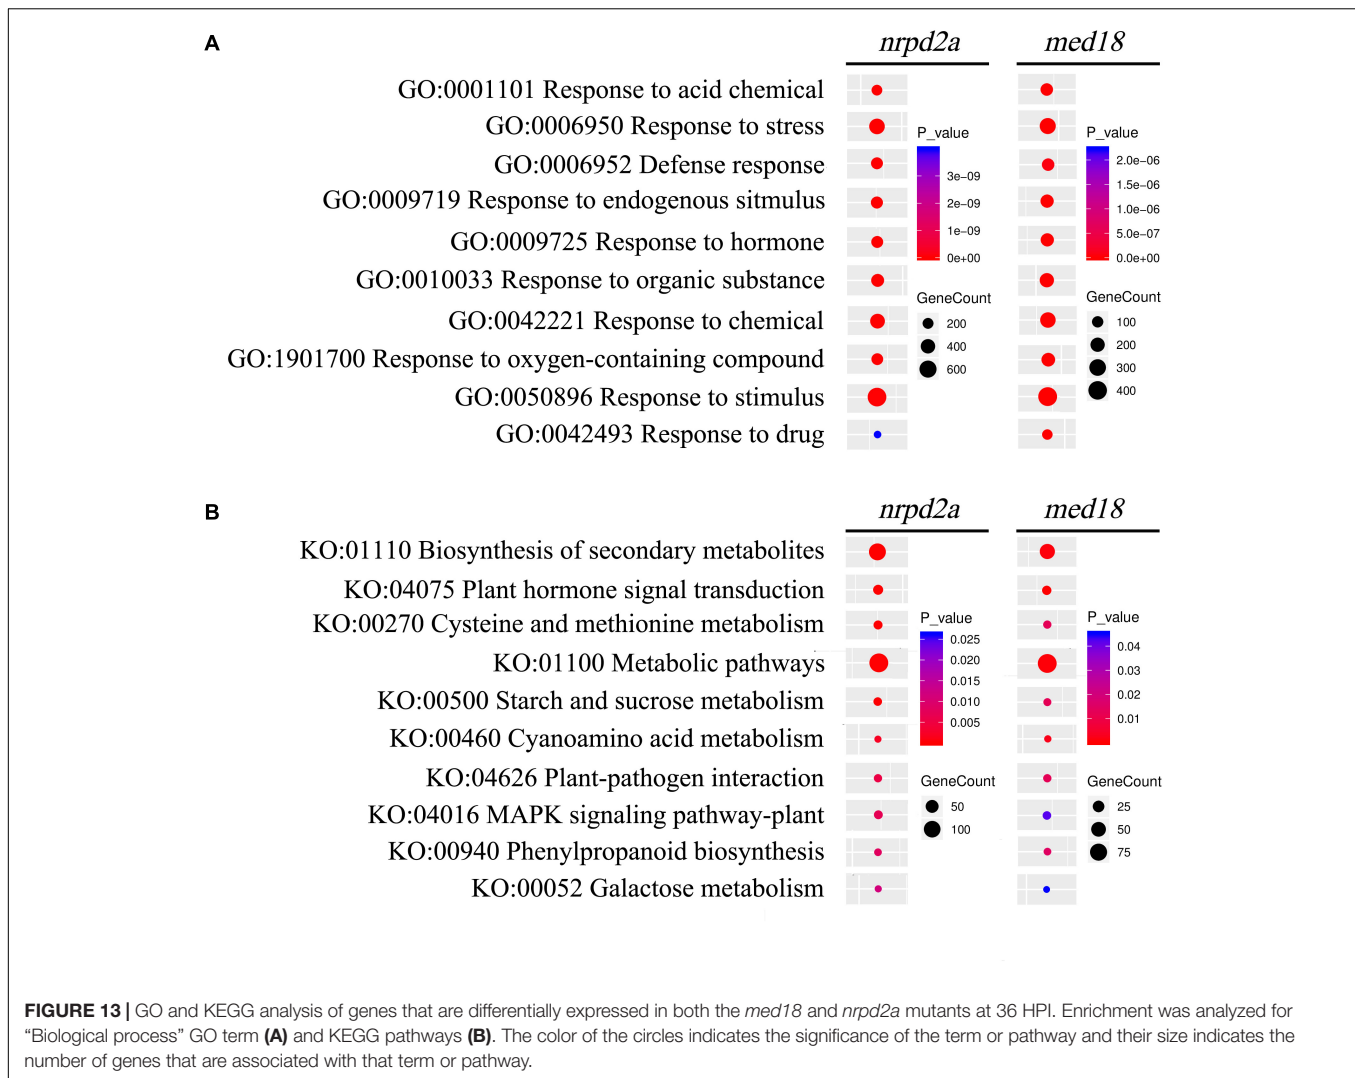 A
nrpd2a
med18
GO:0001101 Response to acid chemical
GO:0006950 Response to stress
GO:0006952 Defense response
GO:0009719 Response to endogenous sitmulus
GO:0009725 Response to hormone
GO:0010033 Response to organic substance
GO:0042221 Response to chemical
GO:1901700 Response to oxygen-containing compound
GO:0050896 Response to stimulus
GO:0042493 Response to drug
P_value
3e−09
2e−09
1e−09
0e+00
GeneCount
200
400
600
P_value
2.0e−06
1.5e−06
1.0e−06
5.0e−07
0.0e+00
GeneCount
100
200
300
400
B
nrpd2a
med18
KO:01110 Biosynthesis of secondary metabolites
KO:04075 Plant hormone signal transduction
KO:00270 Cysteine and methionine metabolism
KO:01100 Metabolic pathways
KO:00500 Starch and sucrose metabolism
KO:00460 Cyanoamino acid metabolism
KO:04626 Plant-pathogen interaction
KO:04016 MAPK signaling pathway-plant
KO:00940 Phenylpropanoid biosynthesis
KO:00052 Galactose metabolism
P_value
0.025
0.020
0.015
0.010
0.005
GeneCount
50
100
P_value
0.04
0.03
0.02
0.01
GeneCount
25
50
75
FIGURE 13 | GO and KEGG analysis of genes that are differentially expressed in both the med18 and nrpd2a mutants at 36 HPI. Enrichment was analyzed for
“Biological process” GO term (A) and KEGG pathways (B). The color of the circles indicates the significance of the term or pathway and their size indicates the
number of genes that are associated with that term or pathway.